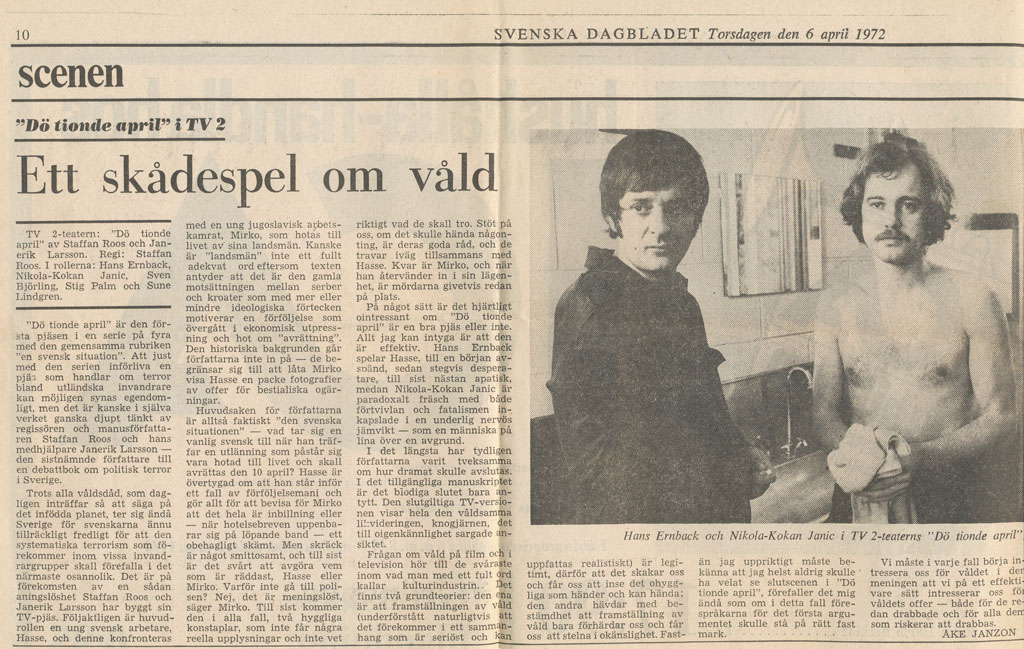 10
SVENSKA DAGBLADET Torsdagen den 6 april 1972
scenen
"Dö tionde april" i TV 2
Ett skådespel om våld
TV 2-teatern: "Dö tionde
april" av Staffan Roos och Jan-
erik Larsson. Regi: Staffan
Roos. I rollerna: Hans Ernback,
Nikola-Kokan Janic, Sven
Björling, Stig Palm och Sune
Lindgren.
"Dö tionde april" är den för-
sta pjäsen i en serie på fyra
med den gemensamma rubriken
"en svensk situation". Att just
med den serien införliva en
pjäs som handlar om terror
bland utländska invandrare
kan möjligen synas egendom-
ligt, men det är kanske i själva
verket ganska djupt tänkt av
regissören och manusförfatta-
ren Staffan Roos och hans
medhjälpare Janerik Larsson —
den sistnämnde författare till
en debattbok om politisk terror
i Sverige.
Trots alla våldsdåd, som dag-
ligen inträffar så att säga på
det infödda planet, ter sig ändå
Sverige för svenskarna ännu
tillräckligt fredligt för att den
systematiska terrorism som fö-
rekommer inom vissa invand-
rargrupper skall förefalla i det
närmaste osannolik. Det är på
förekomsten av en sådan
aningslöshet Staffan Roos och
Janerik Larsson har byggt sin
TV-pjäs. Följaktligen är huvud-
rollen en ung svensk arbetare,
Hasse, och denne konfronteras
med en ung jugoslavisk arbets-
kamrat, Mirko, som hotas till
livet av sina landsmän. Kanske
är "landsmän" inte ett fullt
adekvat ord eftersom texten
antyder att det är den gamla
motsättningen mellan serber
och kroater som med mer eller
mindre ideologiska förtecken
motiverar en förföljelse som
övergått i ekonomisk utpress-
ning och hot om "avrättning".
Den historiska bakgrunden går
författarna inte in på — de be-
gränsar sig till att låta Mirko
visa Hasse en packe fotografier
av offer för bestialiska ogär-
ningar.
Huvudsaken för författarna
är alltså faktiskt "den svenska
situationen" — vad tar sig en
vanlig svensk till när han träf-
far en utlänning som påstår sig
vara hotad till livet och skall
avrättas den 10 april? Hasse är
övertygad om att han står inför
ett fall av förföljelsemani och
gör allt för att bevisa för Mirko
att det hela är inbillning eller
— när hotelsebreven uppenba-
rar sig på löpande band — ett
obehagligt skämt. Men skräck
är något smittosamt, och till sist
är det svårt att avgöra vem
som är räddast, Hasse eller
Mirko. Varför inte gå till poli-
sen? Nej, det är meningslöst,
säger Mirko. Till sist kommer
den i alla fall, två hyggliga
konstaplar, som inte får några
reella upplysningar och inte vet
riktigt vad de skall tro. Stöt på
oss, om det skulle hända någon-
ting, är deras goda råd, och de
travar iväg tillsammans med
Hasse. Kvar är Mirko, och när
han återvänder in i sin lägen-
het, är mördarna givetvis redan
på plats.
På något sätt är det hjärtligt
ointressant om "Dö tionde
april" är en bra pjäs eller inte.
Allt jag kan intyga är att den
är effektiv. Hans Ernback
spelar Hasse, till en början av-
spänd, sedan stegvis despera-
tare, till sist nästan apatisk,
medan Nikola-Kokan Janic är
paradoxalt fräsch med både
förtvivlan och fatalismen in-
kapslade i en underlig nervös
jämvikt — som en människa på
lina över en avgrund.
I det längsta har tydligen
författarna varit tveksamma
om hur dramat skulle avslutas.
I det tillgängliga manuskriptet
är det blodiga slutet bara an-
tytt. Den slutgiltiga TV-versio-
nen visar hela den våldsamma
likvideringen, knogjärnen, det
till oigenkännlighet sargade an-
siktet.
Frågan om våld på film och i
television hör till de svåraste
inom vad man med ett fult ord
kallar kulturindustrin. Det
finns två grundteorier: den ena
är att framställningen av våld
(underförstått naturligtvis att
det förekommer i ett samman-
hang som är seriöst och kan
Hans Ernback och Nikola-Kokan Janic i TV 2-teaterns "Dö tionde april"
uppfattas realistiskt) är legi-
timt, därför att det skakar oss
och får oss att inse det ohygg-
liga som händer och kan hända;
den andra hävdar med be-
stämdhet att framställning av
våld bara förhärdar oss och får
oss att stelna i okänslighet. Fast-
än jag uppriktigt måste be-
känna att jag helst aldrig skulle
ha velat se slutscenen i "Dö
tionde april", förefaller det mig
ändå som om i detta fall före-
språkarna för det första argu-
mentet skulle stå på rätt fast
mark.
Vi måste i varje fall börja in-
tressera oss för våldet i den
meningen att vi på ett effekti-
vare sätt intresserar oss för
våldets offer — både för de re-
dan drabbade och för alla dem
som riskerar att drabbas.
ÅKE JANZON